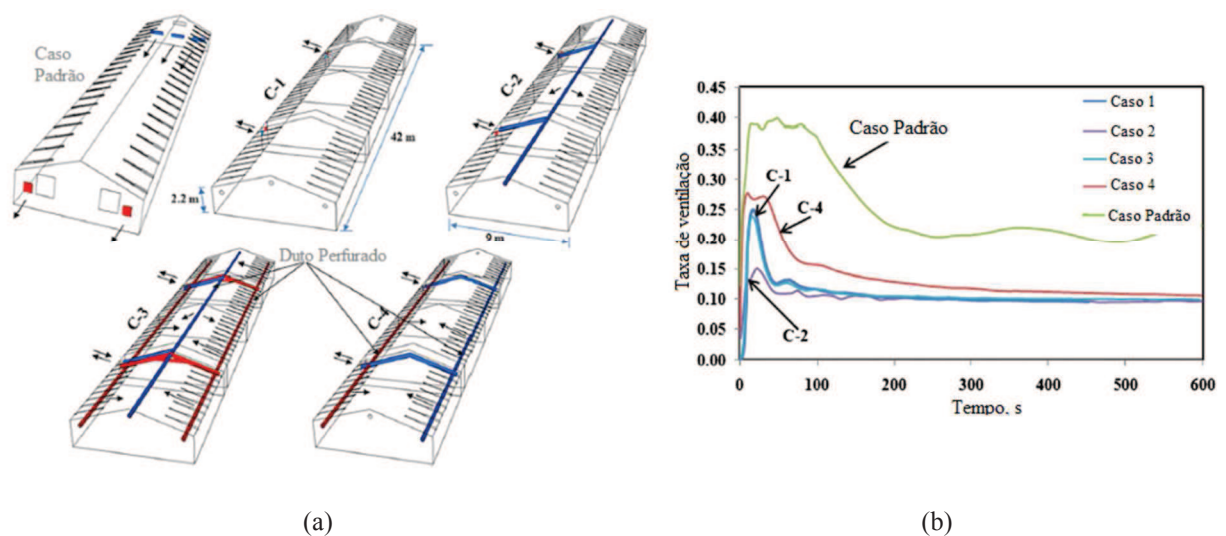 Caso
Padrão
C-1
42 m
2.2 m
C-2
9 m
Duto Perfurado
C-3
C-4
(a)
0.45
0.40
0.35
0.30
0.25
0.20
0.15
0.10
0.05
0.00
Taxa de ventilação
0
100
200
300
400
500
600
Tempo, s
Caso Padrão
C-1
C-4
C-2
Caso 1
Caso 2
Caso 3
Caso 4
Caso Padrão
(b)